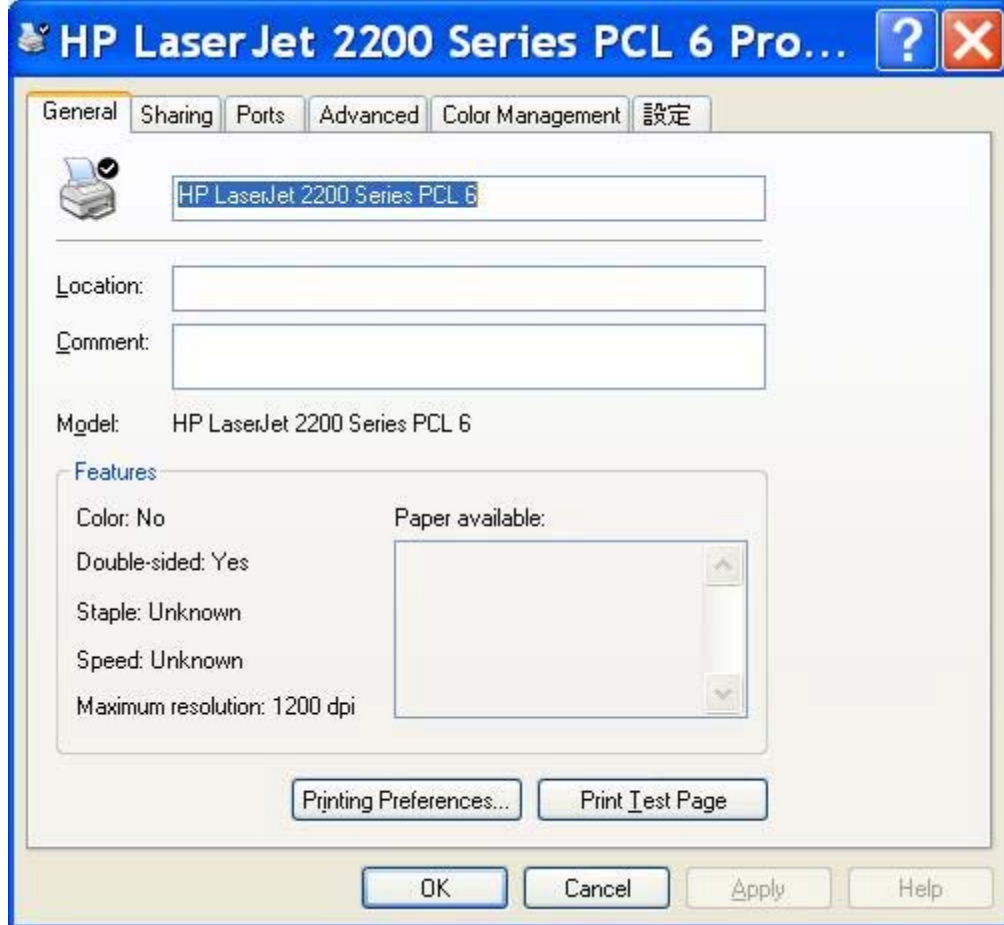 HP LaserJet 2200 Series PCL 6 Pro...
General Sharing Ports Advanced Color Management 設定
HP LaserJet 2200 Series PCL 6
Location:
Comment:
Model: HP LaserJet 2200 Series PCL 6
Features
Color: No
Double-sided: Yes
Staple: Unknown
Speed: Unknown
Maximum resolution: 1200 dpi
Paper available:
Printing Preferences... Print Test Page
OK Cancel Apply Help